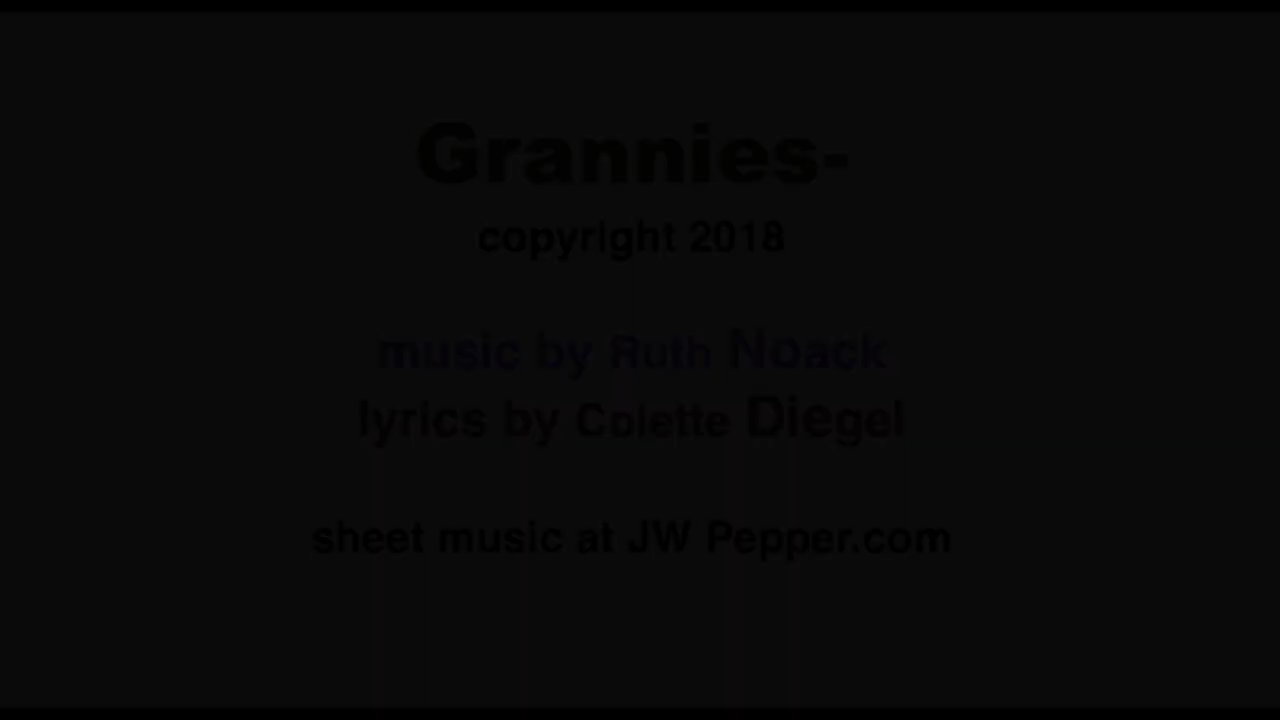 Grannies-
copyright 2018
music by Ruth Noack
lyrics by Colette Diegel
sheet music at JW Pepper.com